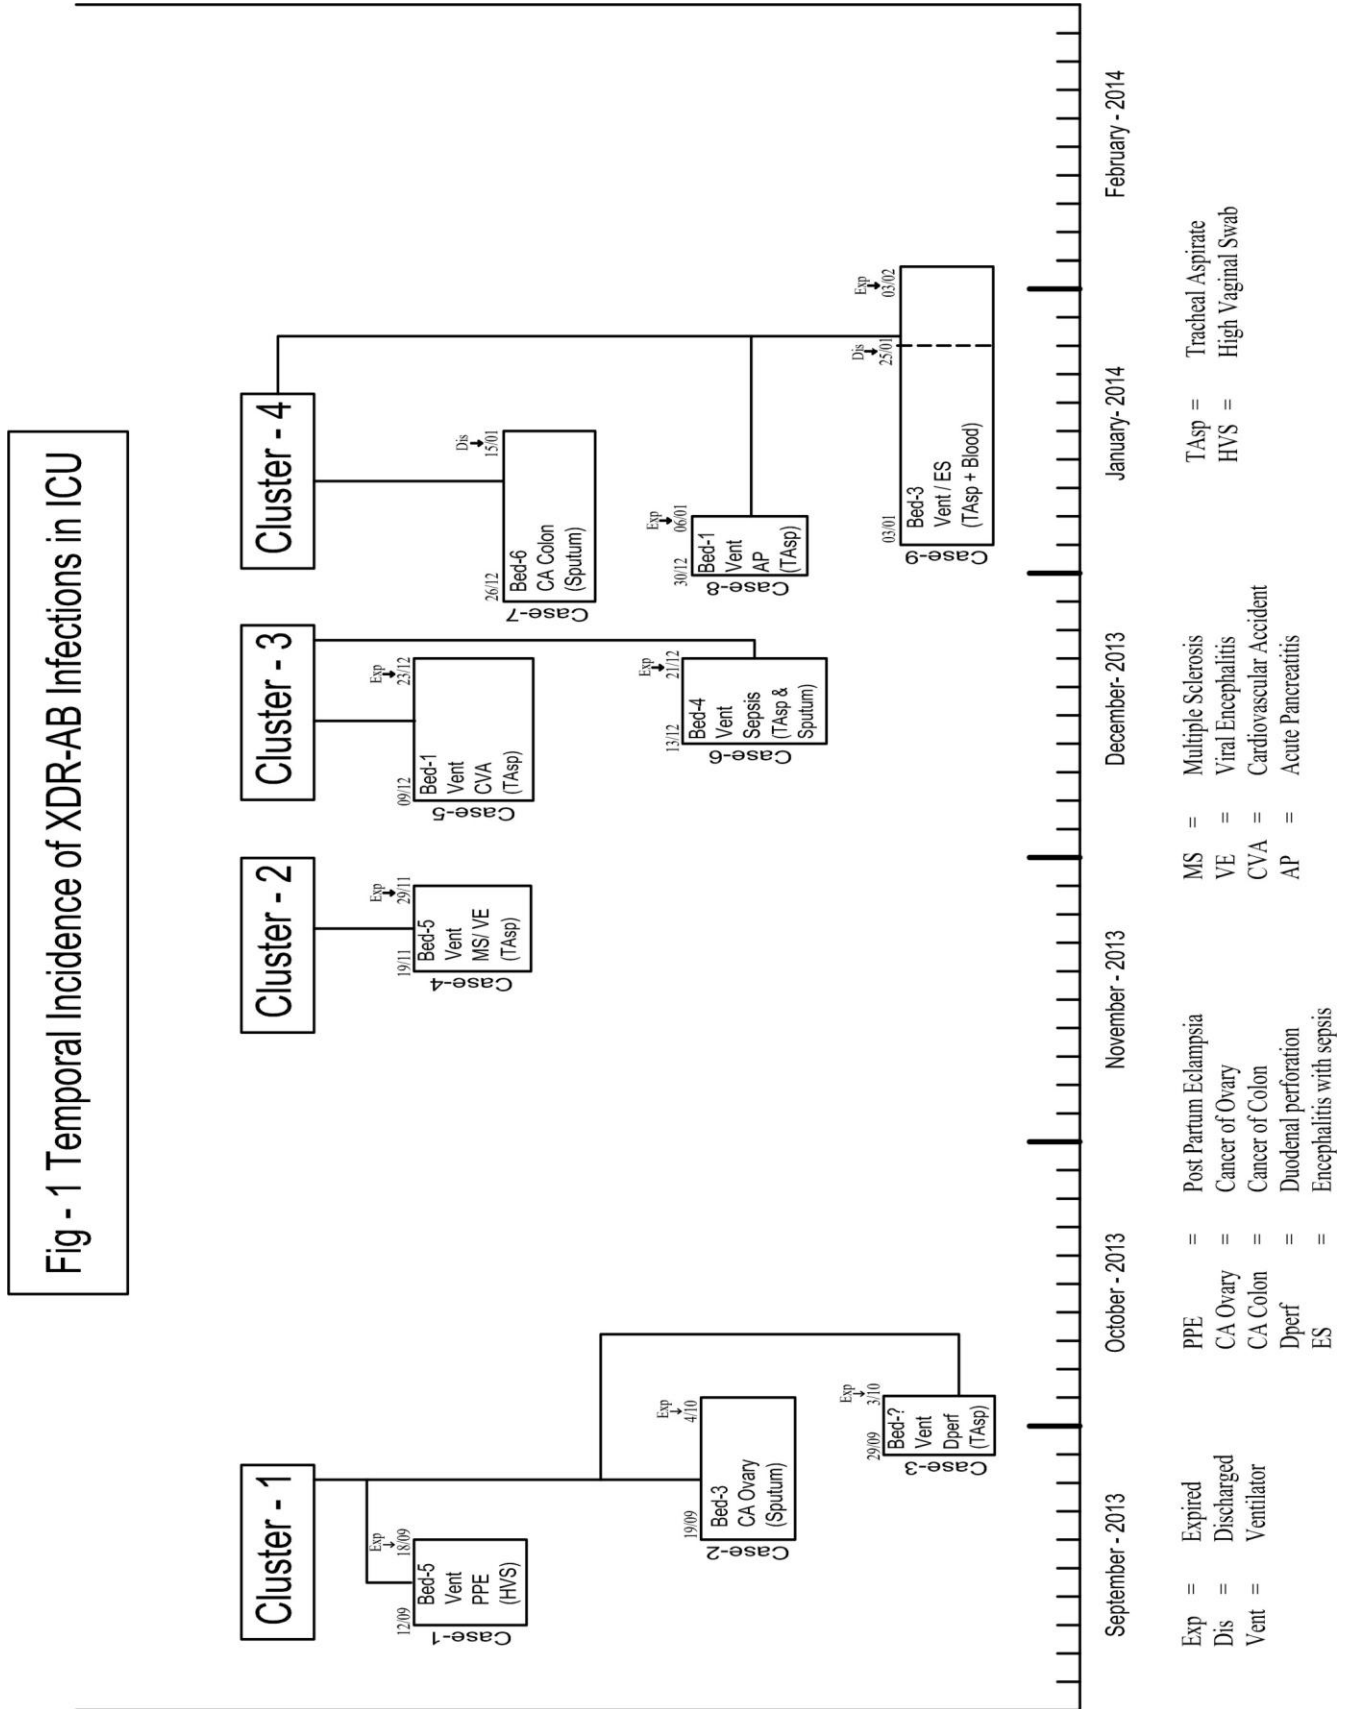 Fig - 1 Temporal Incidence of XDR-AB Infections in ICU
Cluster - 1
Cluster - 2
Cluster - 3
Cluster - 4
Exp
12/09
18/09
Bed-5
Vent
PPE
(HVS)
Case-1
Exp
19/09
4/10
Bed-3
CA Ovary
(Sputum)
Case-2
Exp
29/09
3/10
Bed-?
Vent
Dperf
(TAsp)
Case-3
Exp
19/11
29/11
Bed-5
Vent
MS/ VE
(TAsp)
Case-4
Exp
09/12
23/12
Bed-1
Vent
CVA
(TAsp)
Case-5
Exp
13/12
21/12
Bed-4
Vent
Sepsis
(TAsp &
Sputum)
Case-6
Dis
26/12
15/01
Bed-6
CA Colon
(Sputum)
Case-7
Exp
30/12
06/01
Bed-1
Vent
AP
(TAsp)
Case-8
Dis
Exp
03/01
25/01
03/02
Bed-3
Vent / ES
(TAsp + Blood)
Case-9
September - 2013
October - 2013
November - 2013
December- 2013
January- 2014
February - 2014
Exp = Expired
Dis = Discharged
Vent = Ventilator
PPE = Post Partum Eclampsia
CA Ovary = Cancer of Ovary
CA Colon = Cancer of Colon
Dperf = Duodenal perforation
ES = Encephalitis with sepsis
MS = Multiple Sclerosis
VE = Viral Encephalitis
CVA = Cardiovascular Accident
AP = Acute Pancreatitis
TAsp = Tracheal Aspirate
HVS = High Vaginal Swab